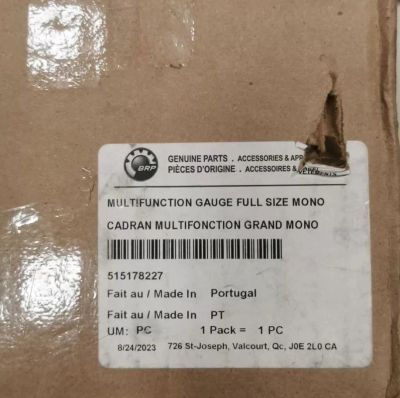 BRP
GENUINE PARTS . ACCESSORIES &
PIÈCES D'ORIGINE . ACCESSOIRES & VÊTEMENTS
MULTIFUNCTION GAUGE FULL SIZE MONO
CADRAN MULTIFONCTION GRAND MONO
515178227
Fait au / Made In Portugal
Fait au / Made In PT
UM: PC 1 Pack = 1 PC
8/24/2023 726 St-Joseph, Valcourt, Qc, J0E 2L0 CA